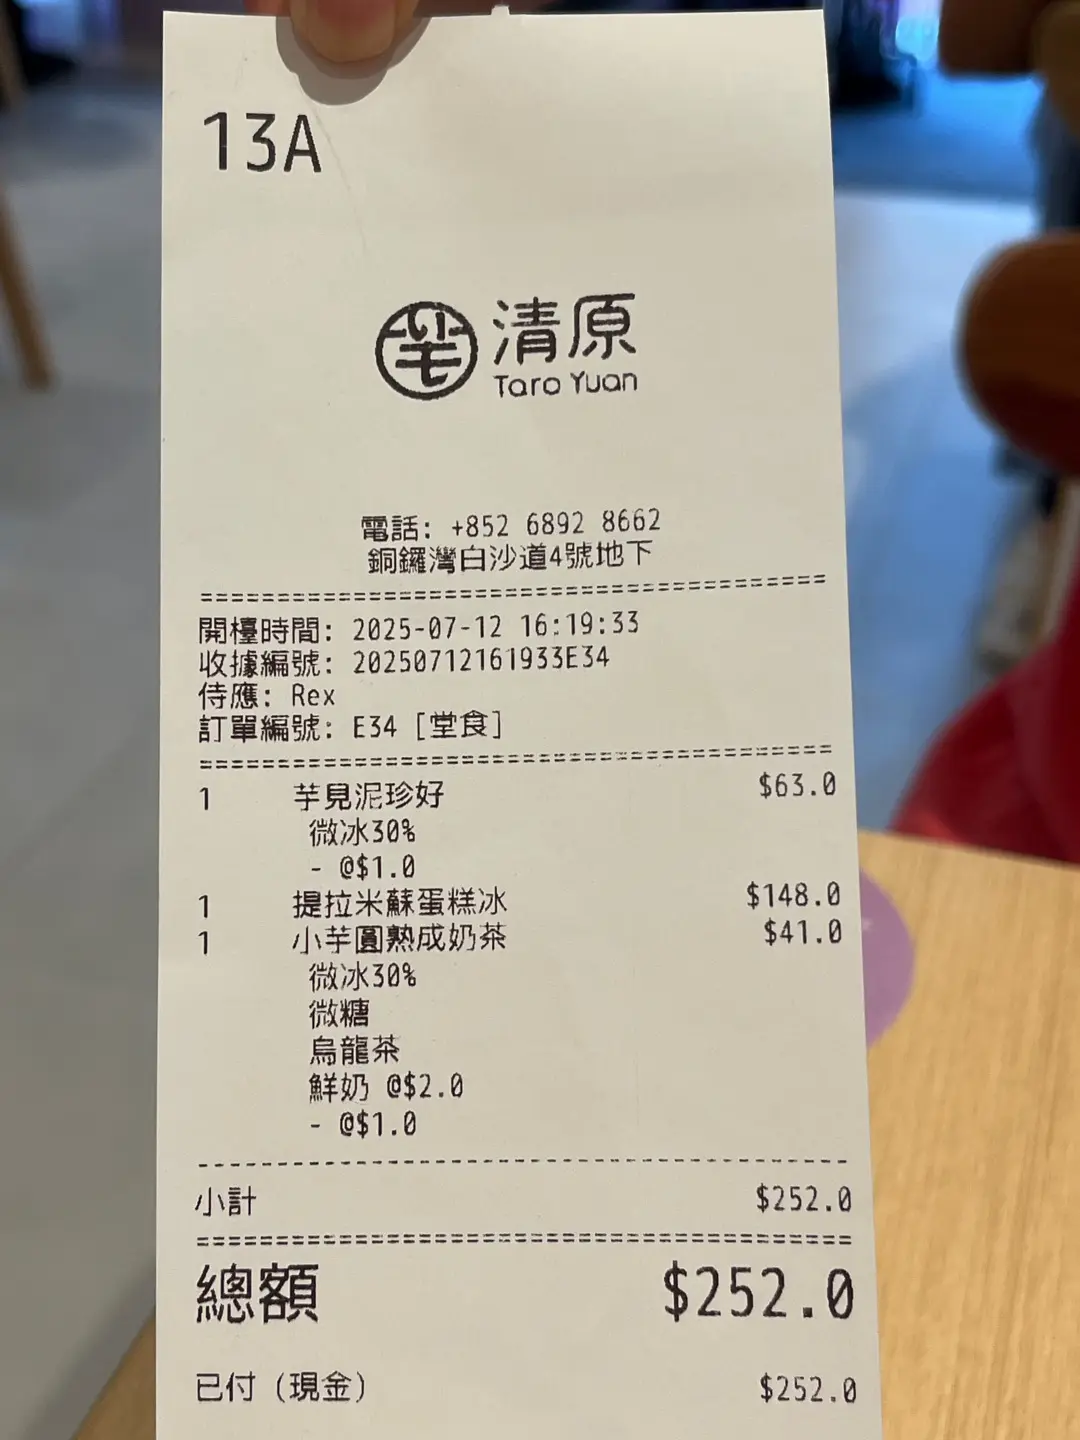 13A
芋 清原
Taro Yuan
電話: +852 6892 8662
銅鑼灣白沙道4號地下
========================================
開檯時間: 2025-07-12 16:19:33
收據編號: 20250712161933E34
侍應: Rex
訂單編號: E34 [堂食]
========================================
1 芋見泥珍好 $63.0
微冰30%
- @$1.0
1 提拉米蘇蛋糕冰 $148.0
1 小芋圓熟成奶茶 $41.0
微冰30%
微糖
烏龍茶
鮮奶 @$2.0
- @$1.0
----------------------------------------
小計 $252.0
========================================
總額 $252.0
已付 (現金) $252.0